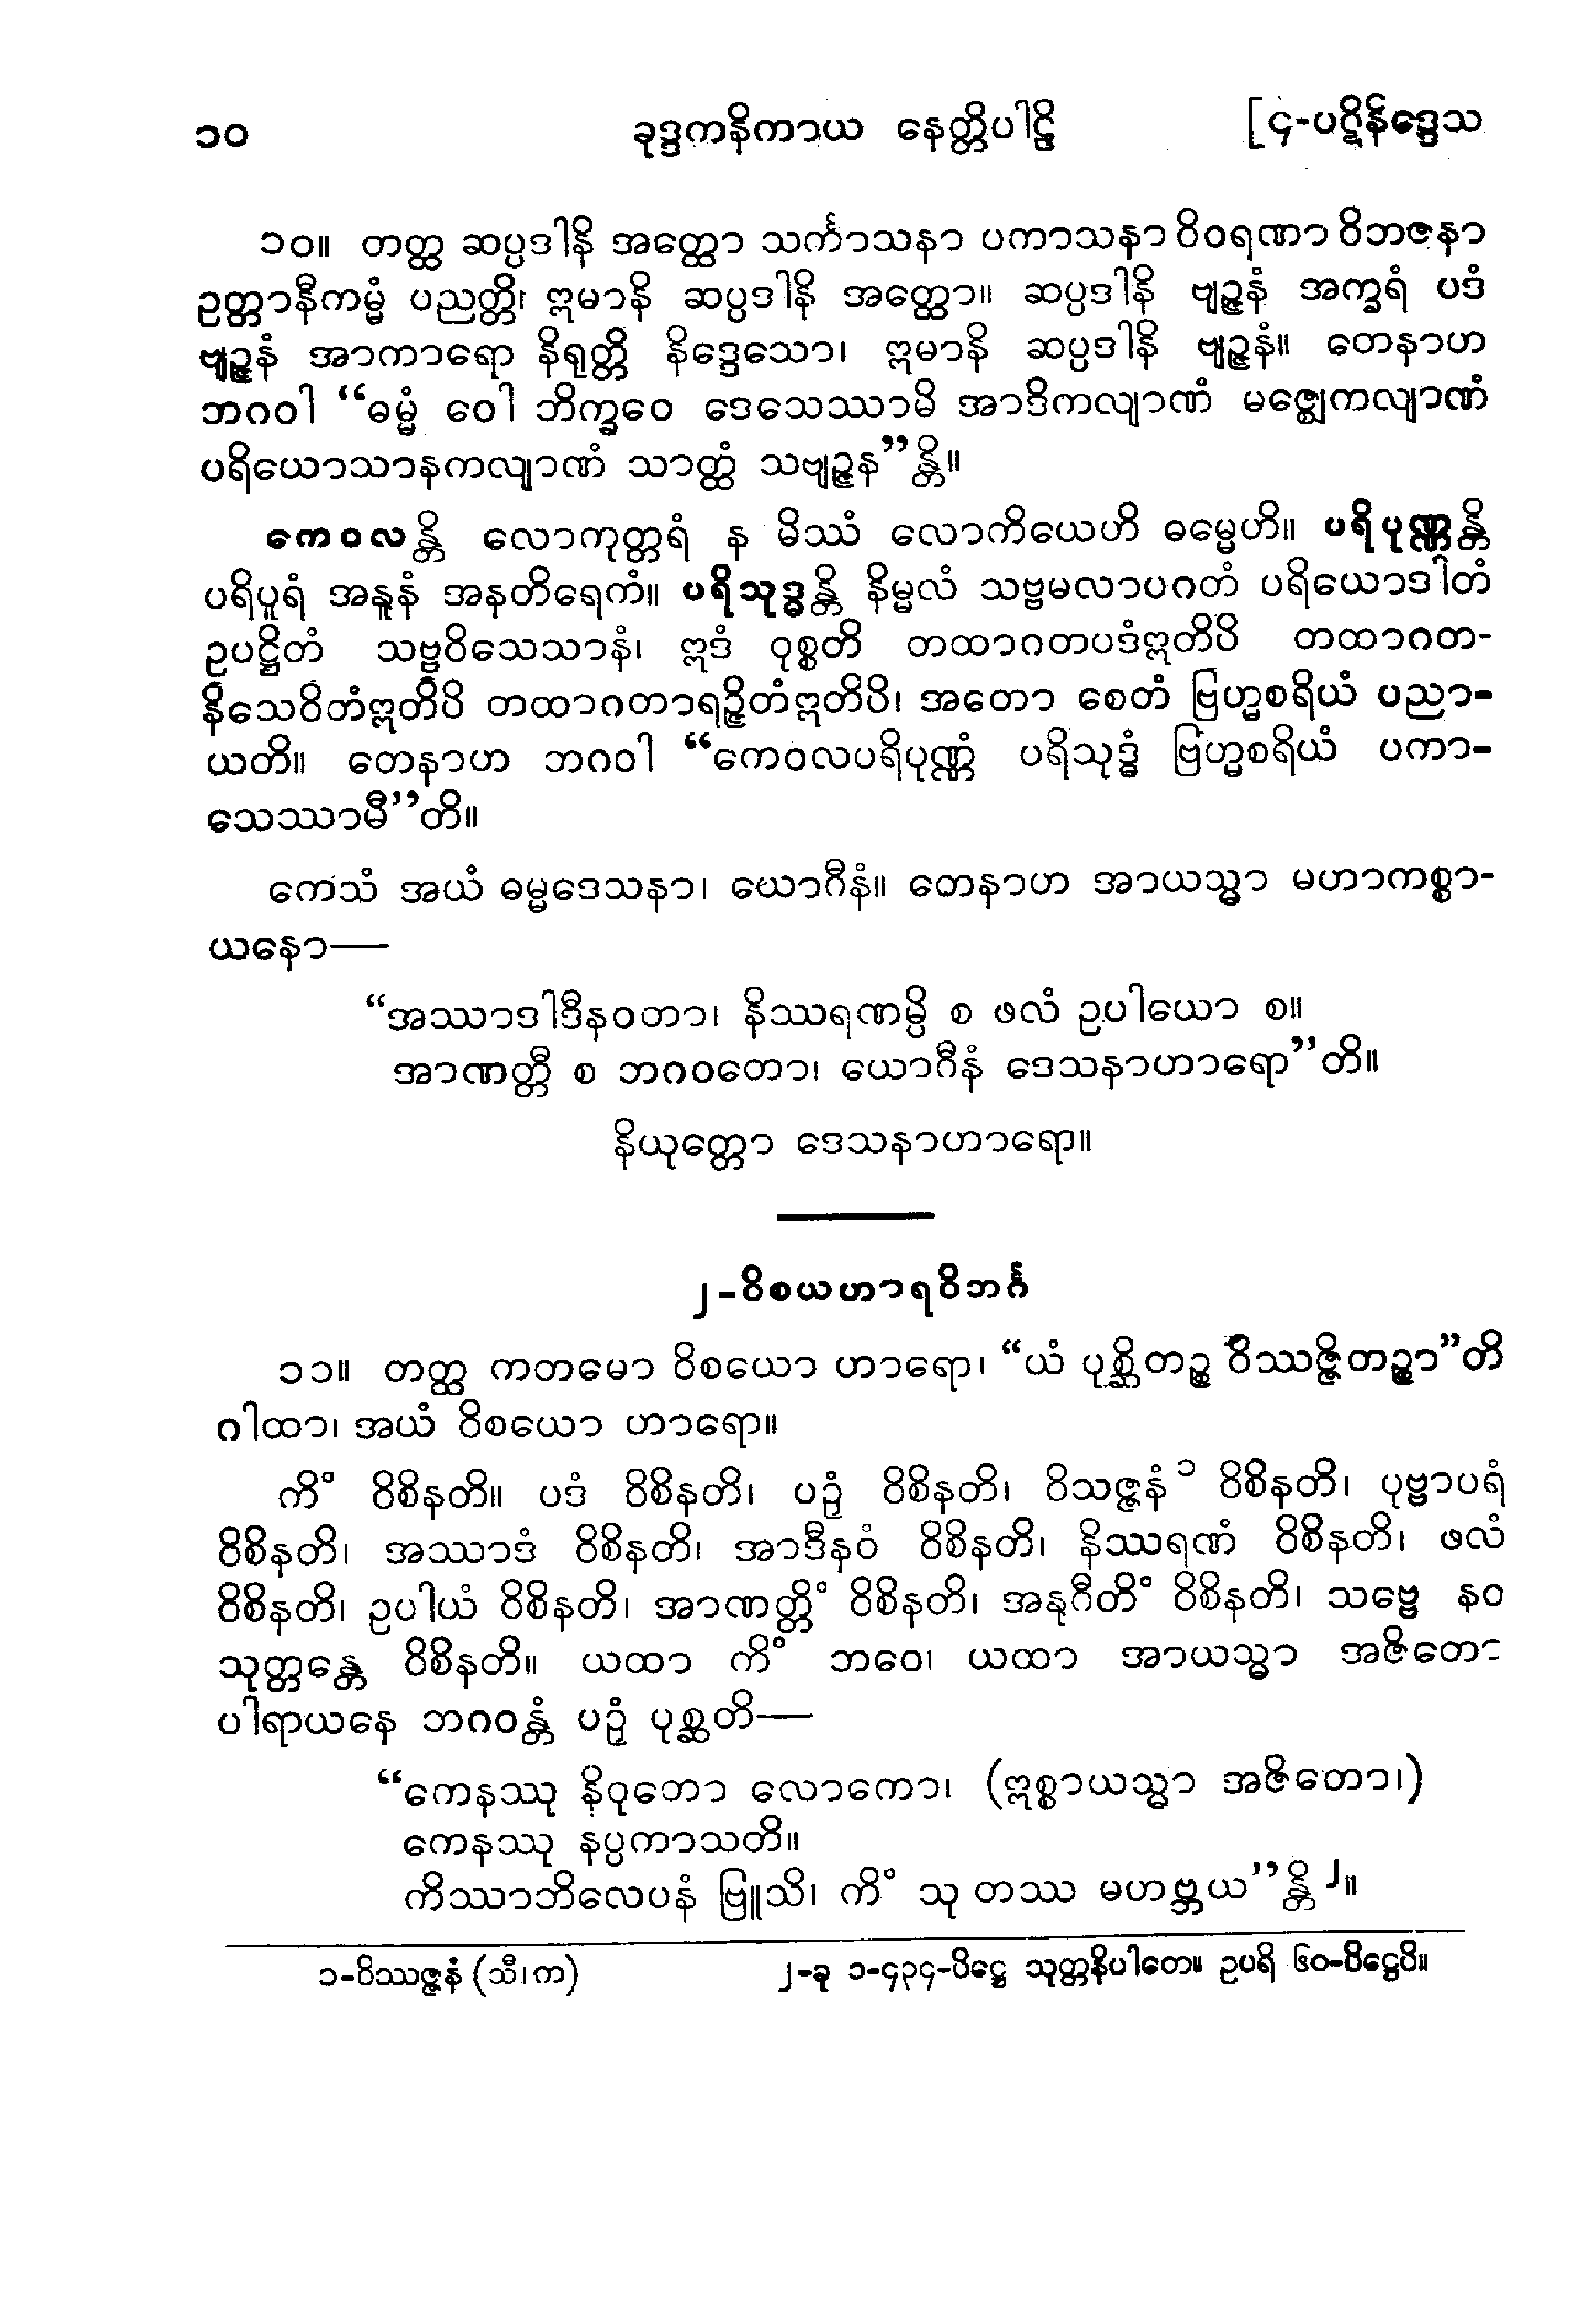 ၁၀ ခုဒ္ဒကနိကာယ နေတ္တိပါဠိ [၄-ပဋိနိဒ္ဒေသ
၁၀။ တတ္ထ ဆပ္ပဒါနိ အတ္ထော သင်္ကာသနာ ပကာသနာ ဝိဝရဏာ ဝိဘဇနာ
ဥတ္တာနီကမ္မံ ပညတ္တိ၊ ဣမာနိ ဆပ္ပဒါနိ အတ္ထော။ ဆပ္ပဒါနိ ဗျဉ္ဇနံ အက္ခရံ ပဒံ
ဗျဉ္ဇနံ အာကာရော နိရုတ္တိ နိဒ္ဒေသော၊ ဣမာနိ ဆပ္ပဒါနိ ဗျဉ္ဇနံ။ တေနာဟ
ဘဂဝါ “ဓမ္မံ ဝေါ ဘိက္ခဝေ ဒေသေဿာမိ အာဒိကလျာဏံ မဇ္ဈေကလျာဏံ
ပရိယောသာနကလျာဏံ သာတ္ထံ သဗျဉ္ဇန”န္တိ။
ကေဝလန္တိ လောကုတ္တရံ န မိဿံ လောကိယေဟိ ဓမ္မေဟိ။ ပရိပုဏ္ဏန္တိ
ပရိပူရံ အနူနံ အနတိရေကံ။ ပရိသုဒ္ဓန္တိ နိမ္မလံ သဗ္ဗမလာပဂတံ ပရိယောဒါတံ
ဥပဋ္ဌိတံ သဗ္ဗဝိသေသာနံ၊ ဣဒံ ဝုစ္စတိ တထာဂတပဒံဣတိပိ တထာဂတ-
နိသေဝိတံဣတိပိ တထာဂတာရဉ္ဇိတံဣတိပိ၊ အတော စေတံ ဗြဟ္မစရိယံ ပညာ-
ယတိ။ တေနာဟ ဘဂဝါ “ကေဝလပရိပုဏ္ဏံ ပရိသုဒ္ဓံ ဗြဟ္မစရိယံ ပကာ-
သေဿာမီ”တိ။
ကေသံ အယံ ဓမ္မဒေသနာ၊ ယောဂီနံ။ တေနာဟ အာယသ္မာ မဟာကစ္စာ-
ယနော—
“အဿာဒါဒီနဝတာ၊ နိဿရဏမ္ပိ စ ဖလံ ဥပါယော စ။
အာဏတ္တီ စ ဘဂဝတော၊ ယောဂီနံ ဒေသနာဟာရော”တိ။
နိယုတ္တော ဒေသနာဟာရော။
၂-ဝိစယဟာရဝိဘင်္ဂ
၁၁။ တတ္ထ ကတမော ဝိစယော ဟာရော၊ “ယံ ပုစ္ဆိတဉ္စ ဝိဿဇ္ဇိတဉ္စာ”တိ
ဂါထာ၊ အယံ ဝိစယော ဟာရော။
ကိံ ဝိစိနတိ။ ပဒံ ဝိစိနတိ၊ ပဉှံ ဝိစိနတိ၊ ဝိသဇ္ဇနံ ၁ ဝိစိနတိ၊ ပုဗ္ဗာပရံ
ဝိစိနတိ၊ အဿာဒံ ဝိစိနတိ၊ အာဒီနဝံ ဝိစိနတိ၊ နိဿရဏံ ဝိစိနတိ၊ ဖလံ
ဝိစိနတိ၊ ဥပါယံ ဝိစိနတိ၊ အာဏတ္တိံ ဝိစိနတိ၊ အနုဂီတိံ ဝိစိနတိ၊ သဗ္ဗေ နဝ
သုတ္တန္တေ ဝိစိနတိ။ ယထာ ကိံ ဘဝေ၊ ယထာ အာယသ္မာ အဇိတော
ပါရာယနေ ဘဂဝန္တံ ပဉှံ ပုစ္ဆတိ—
“ကေနဿု နိဝုတော လောကော၊ (ဣစ္စာယသ္မာ အဇိတော၊)
ကေနဿု နပ္ပကာသတိ။
ကိဿာဘိလေပနံ ဗြူသိ၊ ကိံ သု တဿ မဟဗ္ဘယ”န္တိ ၂။
၁-ဝိဿဇ္ဇနံ (သီ၊က) ၂-ခု ၁-၄၃၄-ပိဋ္ဌေ သုတ္တနိပါတေ။ ဥပရိ ၆၀-ပိဋ္ဌေပိ။